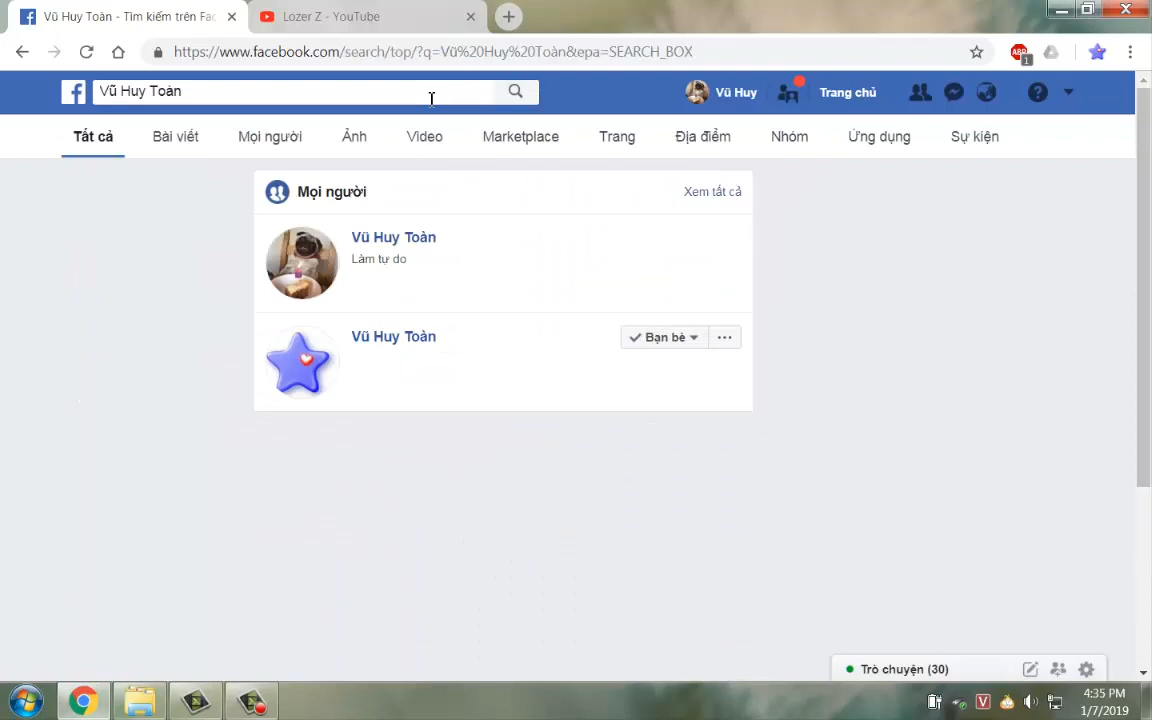 Vũ Huy Toàn - Tìm kiếm trên Fac
Lozer Z - YouTube
https://www.facebook.com/search/top/?q=Vũ%20Huy%20Toàn&epa=SEARCH_BOX
ABP
1
Vũ Huy Toàn
Vũ Huy
Trang chủ
Tất cả
Bài viết
Mọi người
Ảnh
Video
Marketplace
Trang
Địa điểm
Nhóm
Ứng dụng
Sự kiện
Mọi người
Xem tất cả
Vũ Huy Toàn
Làm tự do
Vũ Huy Toàn
Bạn bè
Trò chuyện (30)
V
4:35 PM
1/7/2019